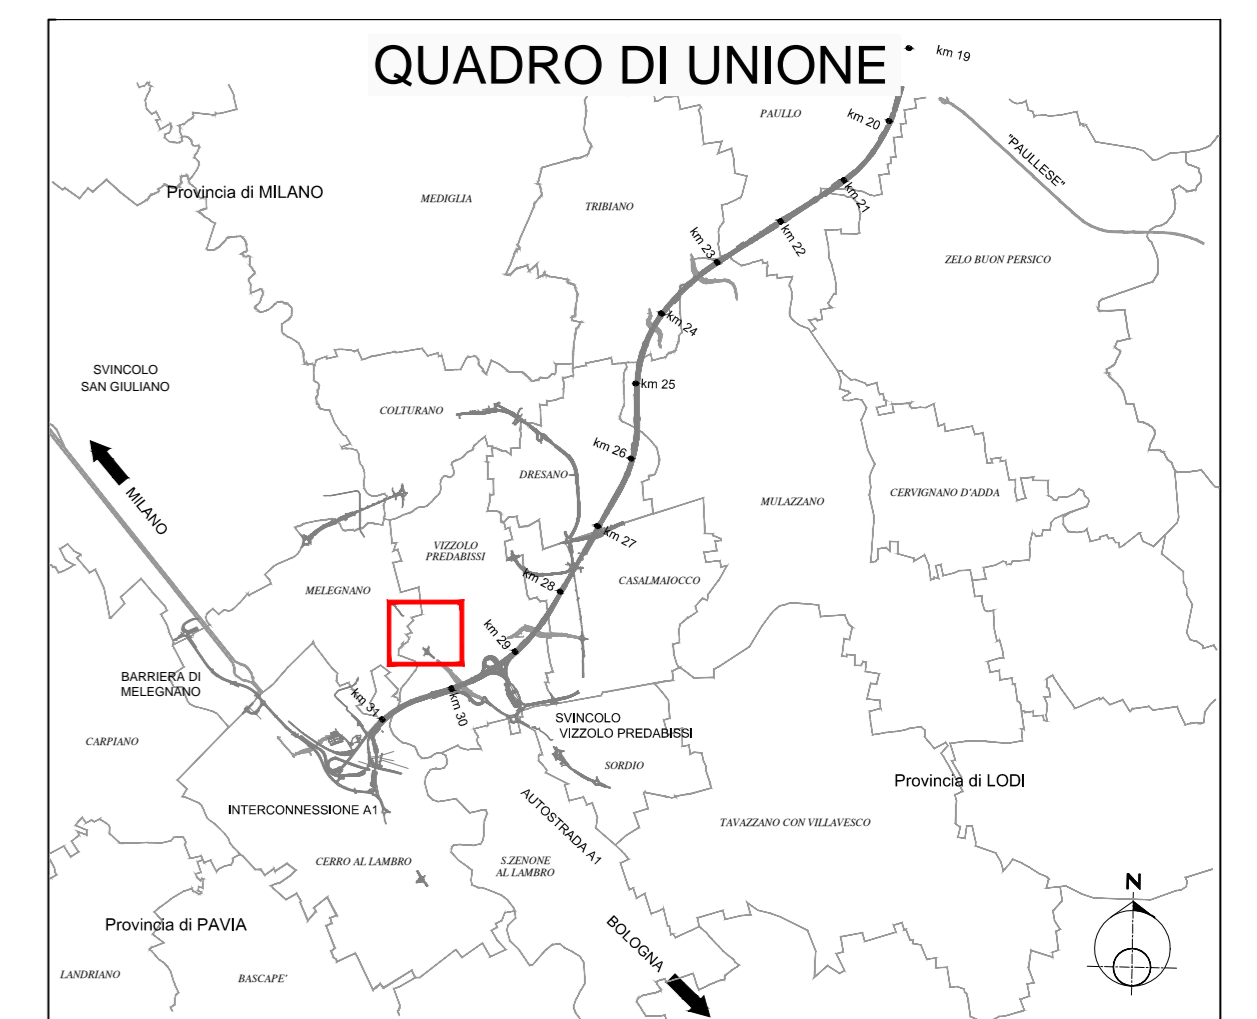 QUADRO DI UNIONE
km 19
PAULLO
km 20
"PAULLESE"
Provincia di MILANO
MEDIGLIA
TRIBIANO
km 21
km 22
km 23
ZELO BUON PERSICO
km 24
SVINCOLO
SAN GIULIANO
km 25
COLTURANO
km 26
DRESANO
MULAZZANO
CERVIGNANO D'ADDA
MILANO
km 27
VIZZOLO
PREDABISSI
km 28
CASALMAIOCCO
MELEGNANO
km 29
BARRIERA DI
MELEGNANO
km 31
km 30
SVINCOLO
VIZZOLO PREDABISSI
CARPIANO
SORDIO
Provincia di LODI
INTERCONNESSIONE A1
AUTOSTRADA A1
TAVAZZANO CON VILLAVESCO
CERRO AL LAMBRO
S.ZENONE
AL LAMBRO
N
Provincia di PAVIA
BOLOGNA
LANDRIANO
BASCAPE'